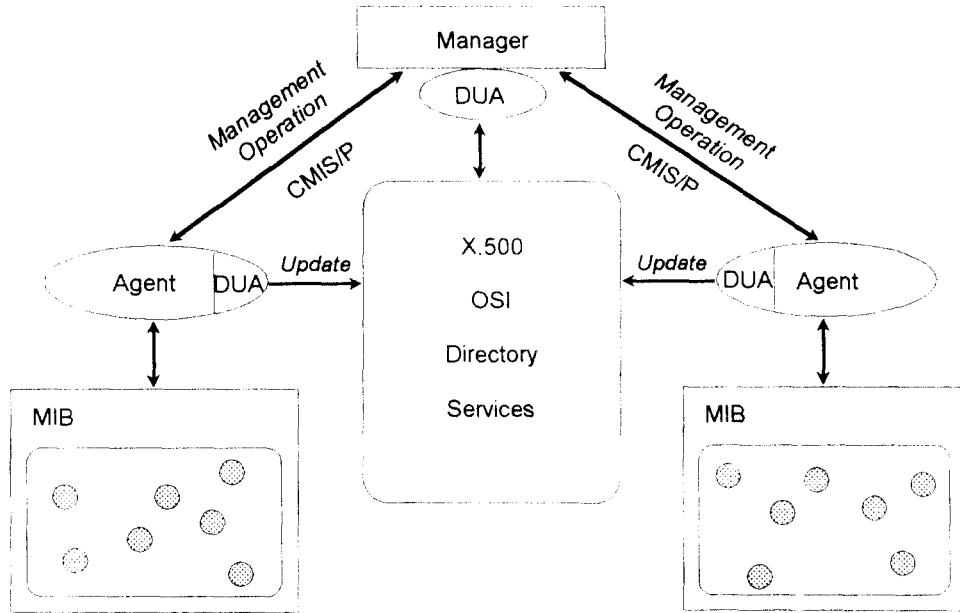 Manager
DUA
Management
Operation
CMIS/P
Management
Operation
CMIS/P
X.500
OSI
Directory
Services
Agent
DUA
Update
Update
DUA
Agent
MIB
MIB